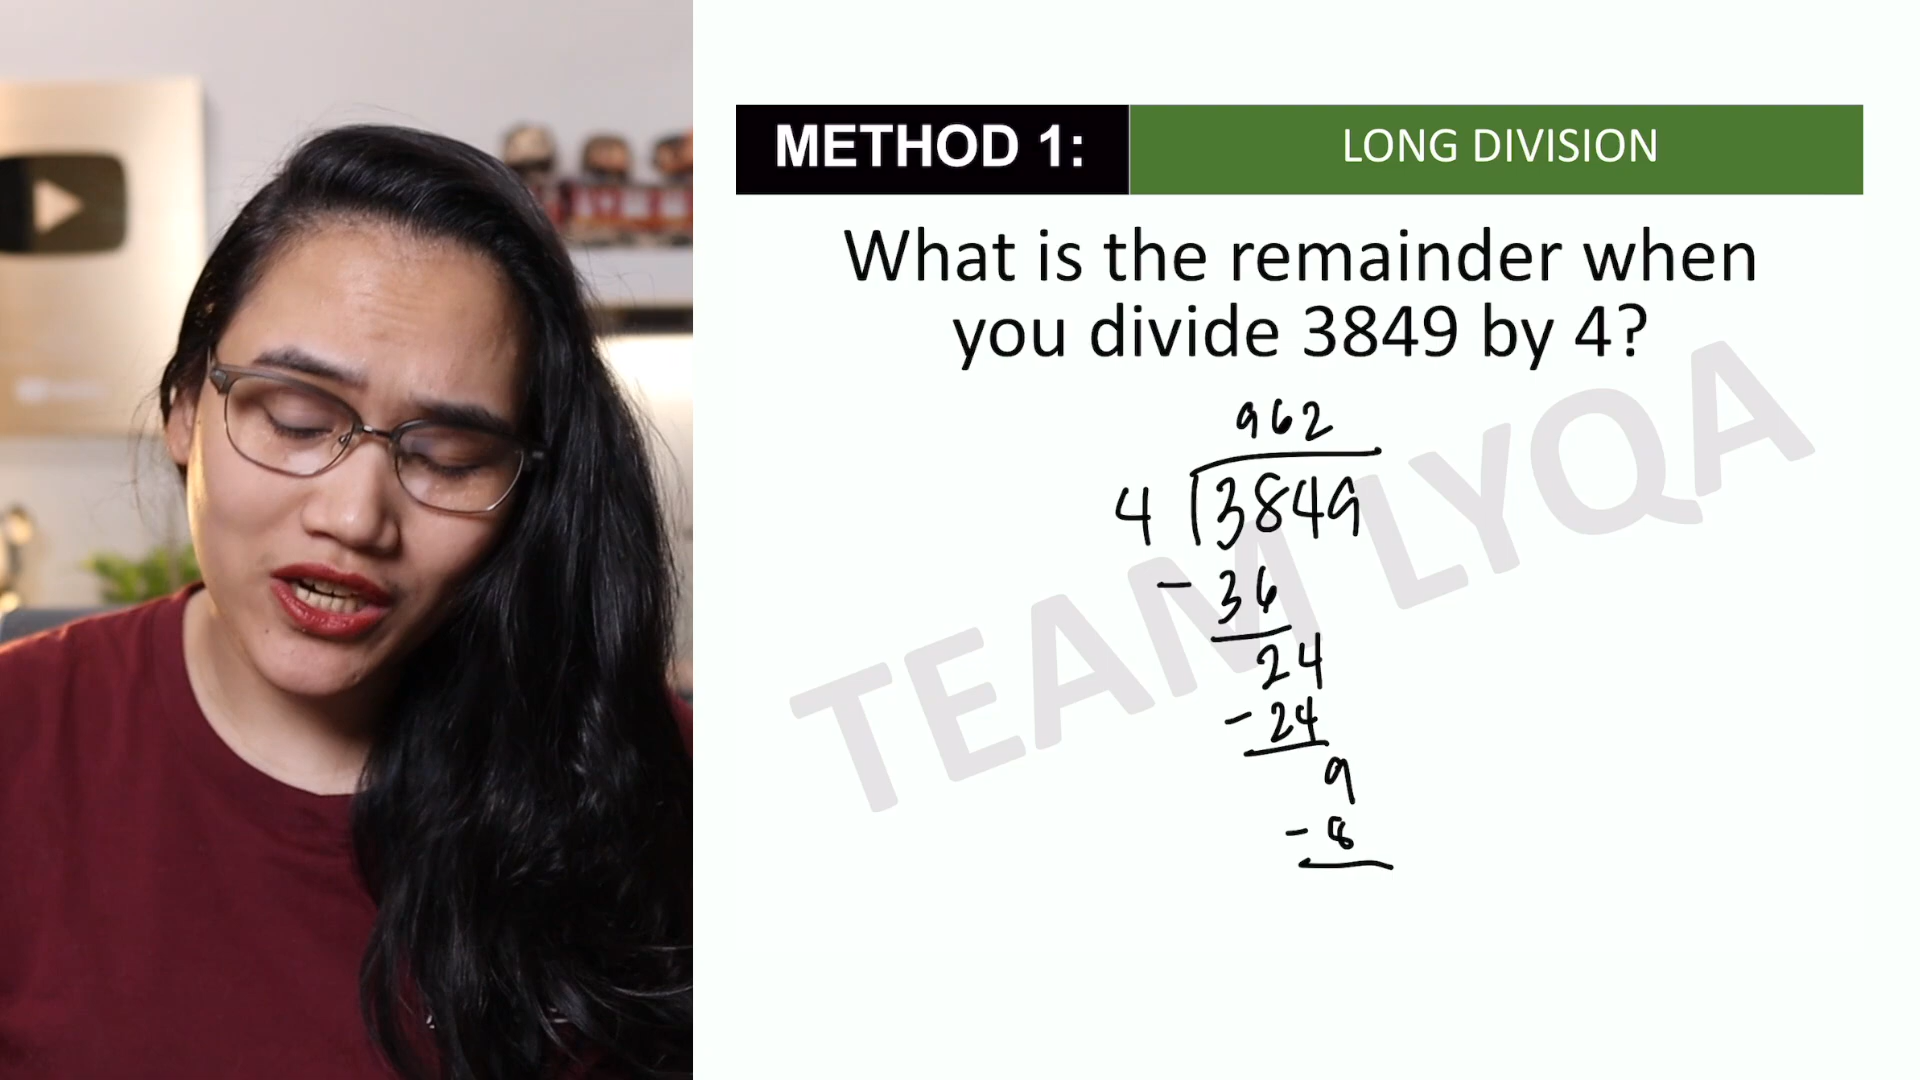 METHOD 1:
LONG DIVISION
What is the remainder when
you divide 3849 by 4?
962
4 3849
- 36
24
- 24
9
- 8
TEAM LYQA